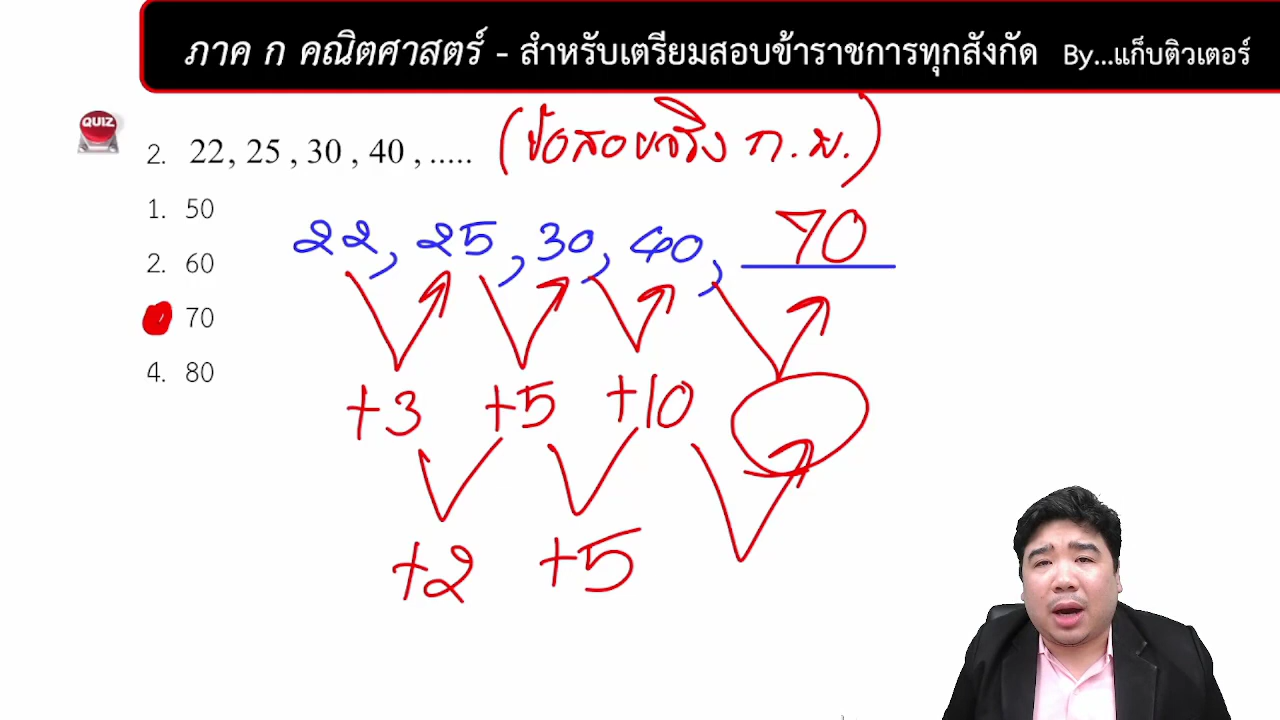 ภาค ก คณิตศาสตร์ - สำหรับเตรียมสอบข้าราชการทุกสังกัด By...แก็บติวเตอร์
QUIZ
2. 22, 25 , 30 , 40 , ..... (ข้อสอบจริง ก.พ.)
1. 50
22, 25, 30, 40, 70
2. 60
70
4. 80
+3 +5 +10
+2 +5